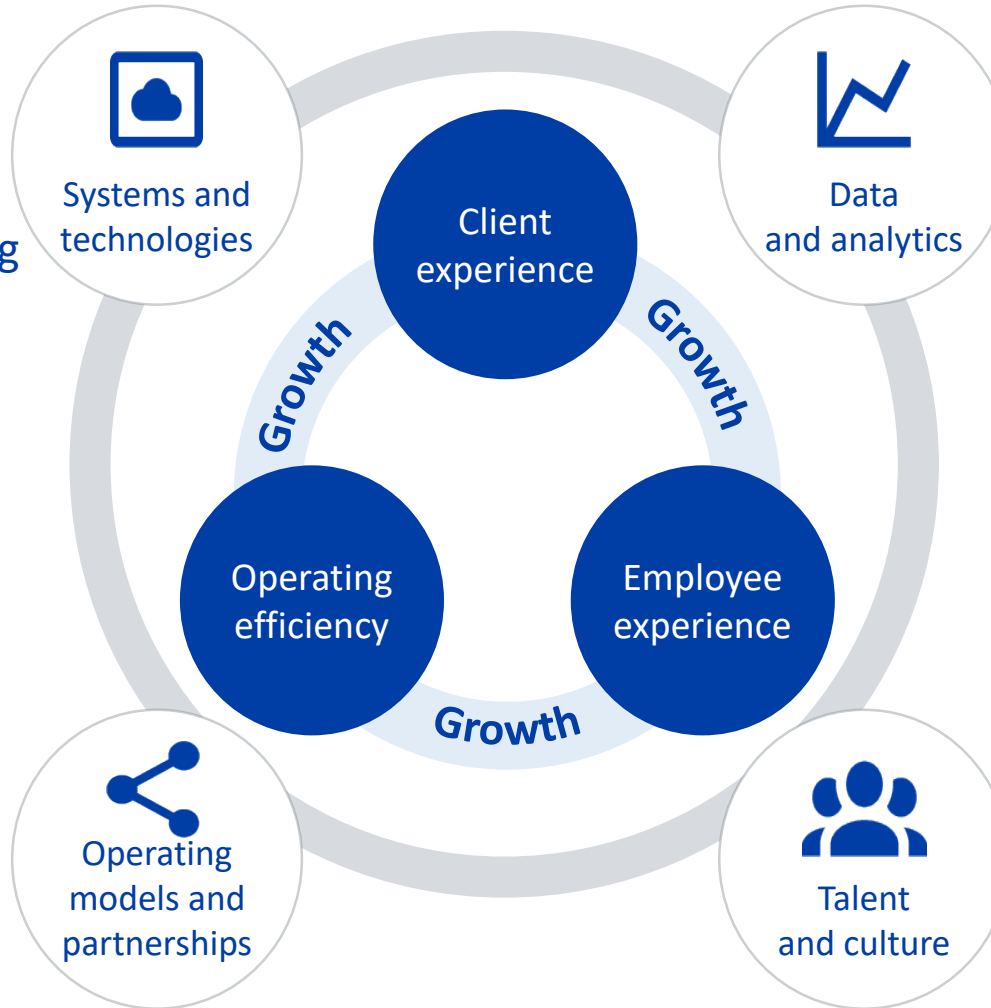 Systems and
technologies
g
Data
and analytics
Client
experience
Growth
Growth
Operating
efficiency
Employee
experience
Growth
Operating
models and
partnerships
Talent
and culture